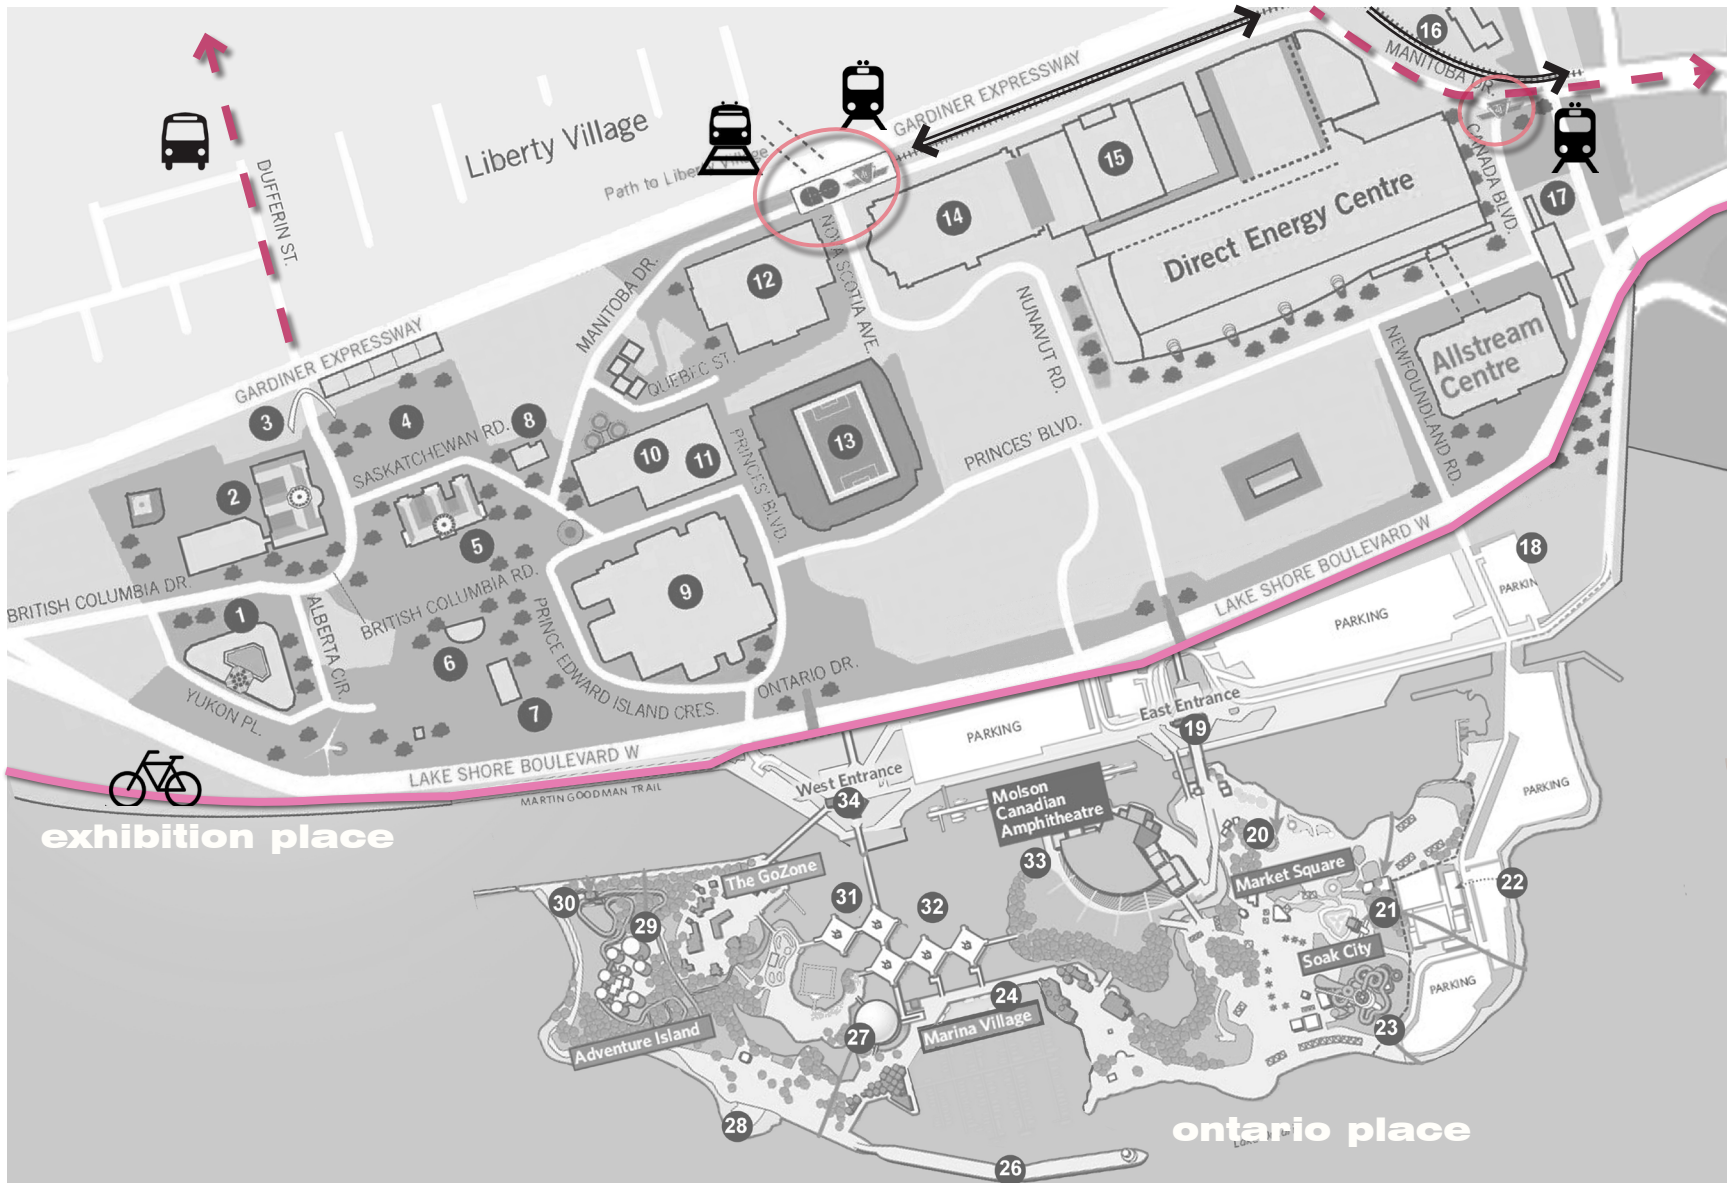 16
MANITOBA DR.
GARDINER EXPRESSWAY
Liberty Village
Path to Liberty Village
DUFFERIN ST.
15
14
Direct Energy Centre
CANADA BLVD.
17
12
NOVA SCOTIA AVE.
MANITOBA DR.
NUNAVUT RD.
QUEBEC ST.
GARDINER EXPRESSWAY
3
4
SASKATCHEWAN RD.
8
10
11
13
PRINCES' BLVD.
PRINCES' BLVD.
NEWFOUNDLAND RD.
Allstream
Centre
2
5
BRITISH COLUMBIA DR.
BRITISH COLUMBIA RD.
1
ALBERTA CIR.
YUKON PL.
6
7
9
PRINCE EDWARD ISLAND CRES.
ONTARIO DR.
LAKE SHORE BOULEVARD W
LAKE SHORE BOULEVARD W
MARTIN GOODMAN TRAIL
18
PARKIN
PARKING
PARKING
East Entrance
19
West Entrance
34
exhibition place
Molson
Canadian
Amphitheatre
PARKING
20
Market Square
33
The GoZone
30
29
31
32
21
22
Soak City
PARKING
23
24
Marina Village
27
Adventure Island
28
26
ontario place